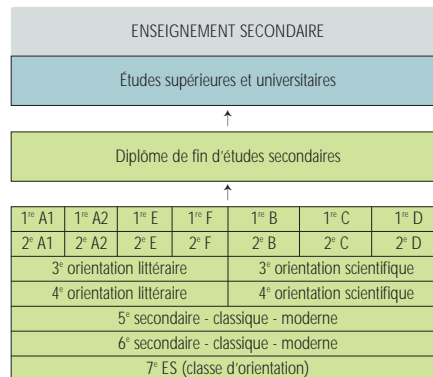 ENSEIGNEMENT SECONDAIRE
Études supérieures et universitaires
↑
Diplôme de fin d'études secondaires
↑
1re A1 1re A2 1re E 1re F 1re B 1re C 1re D
2e A1 2e A2 2e E 2e F 2e B 2e C 2e D
3e orientation littéraire 3e orientation scientifique
4e orientation littéraire 4e orientation scientifique
5e secondaire - classique - moderne
6e secondaire - classique - moderne
7e ES (classe d'orientation)